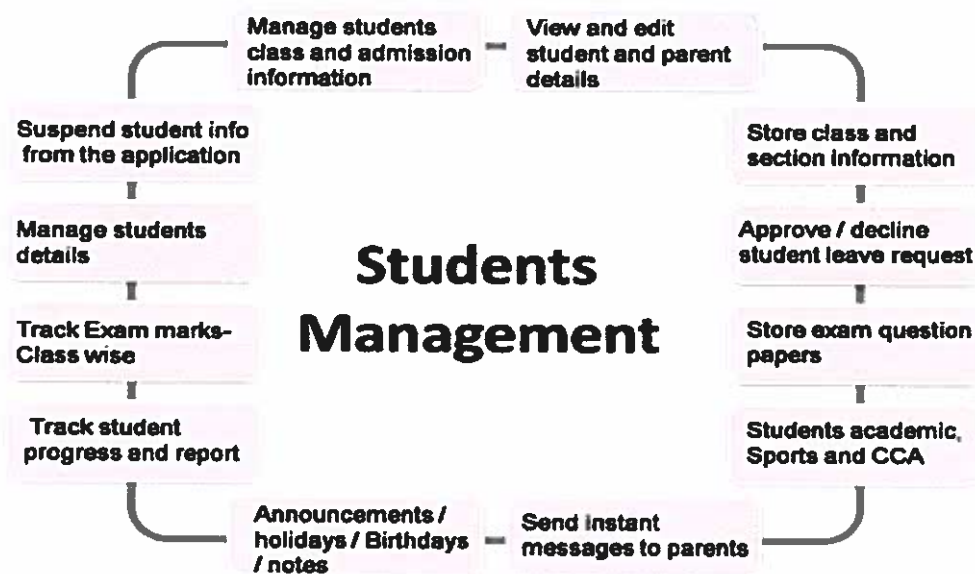 Manage students
class and admission
information
View and edit
student and parent
details
Suspend student info
from the application
Store class and
section information
Manage students
details
Approve / decline
student leave request
Students
Management
Track Exam marks-
Class wise
Store exam question
papers
Track student
progress and report
Students academic,
Sports and CCA
Announcements /
holidays / Birthdays
/ notes
Send instant
messages to parents